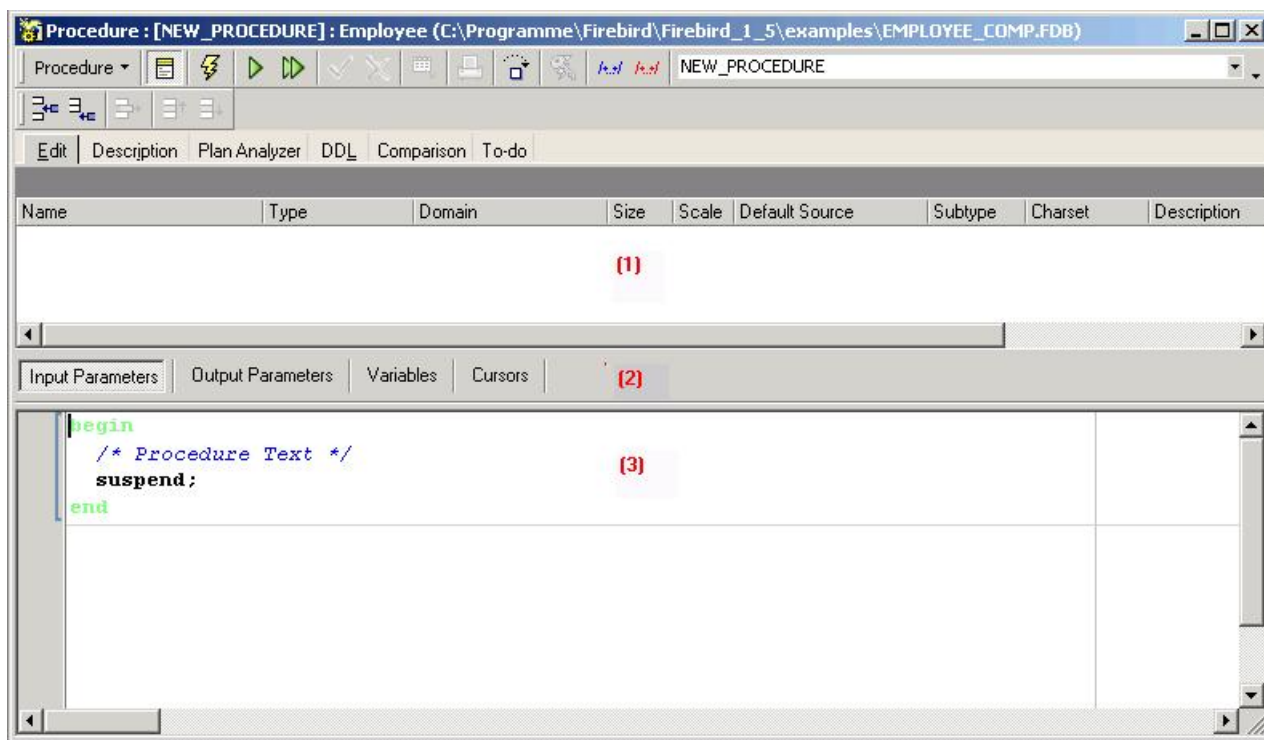 Procedure : [NEW_PROCEDURE] : Employee (C:\Programme\Firebird\Firebird_1_5\examples\EMPLOYEE_COMP.FDB)
Procedure /*..*/ /*..*/ NEW_PROCEDURE
Edit Description Plan Analyzer DDL Comparison To-do
Name Type Domain Size Scale Default Source Subtype Charset Description
(1)
Input Parameters Output Parameters Variables Cursors (2)
begin
/* Procedure Text */
(3)
suspend;
end